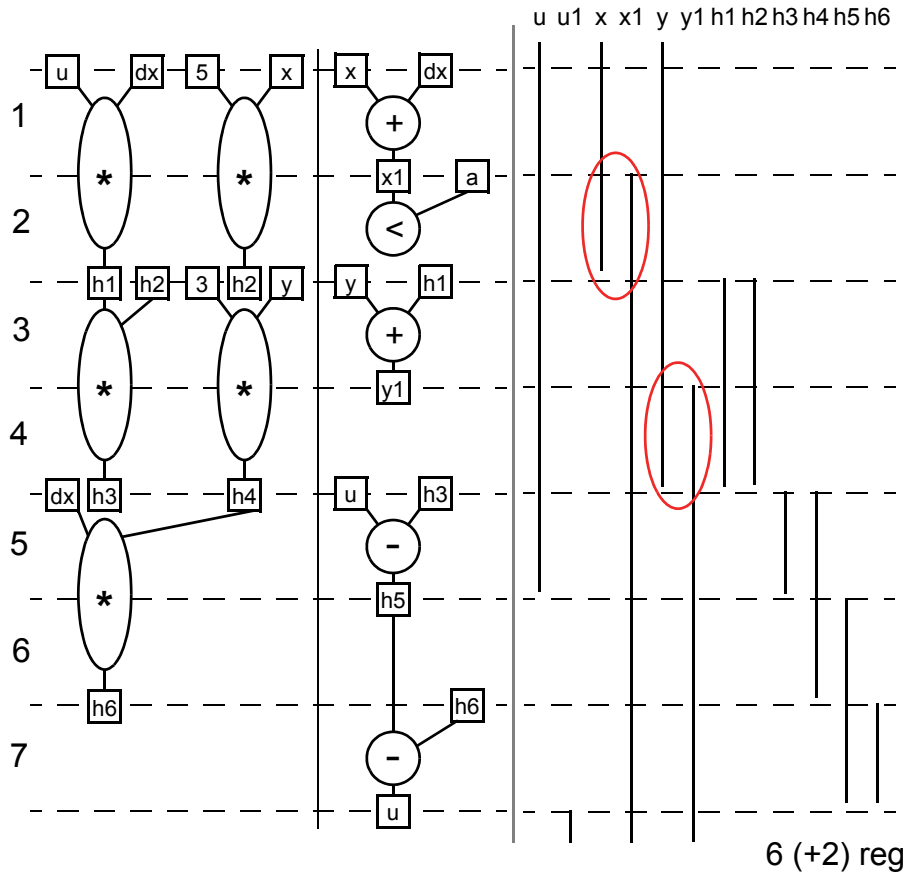 u u1 x x1 y y1 h1 h2 h3 h4 h5 h6
u dx 5 x x dx
1
+
x1 a
* *
2
<
h1 h2 3 h2 y y h1
3
+
* * y1
4
dx h3 h4 u h3
5
-
* h5
6
h6 h6
7
-
u
6 (+2) reg